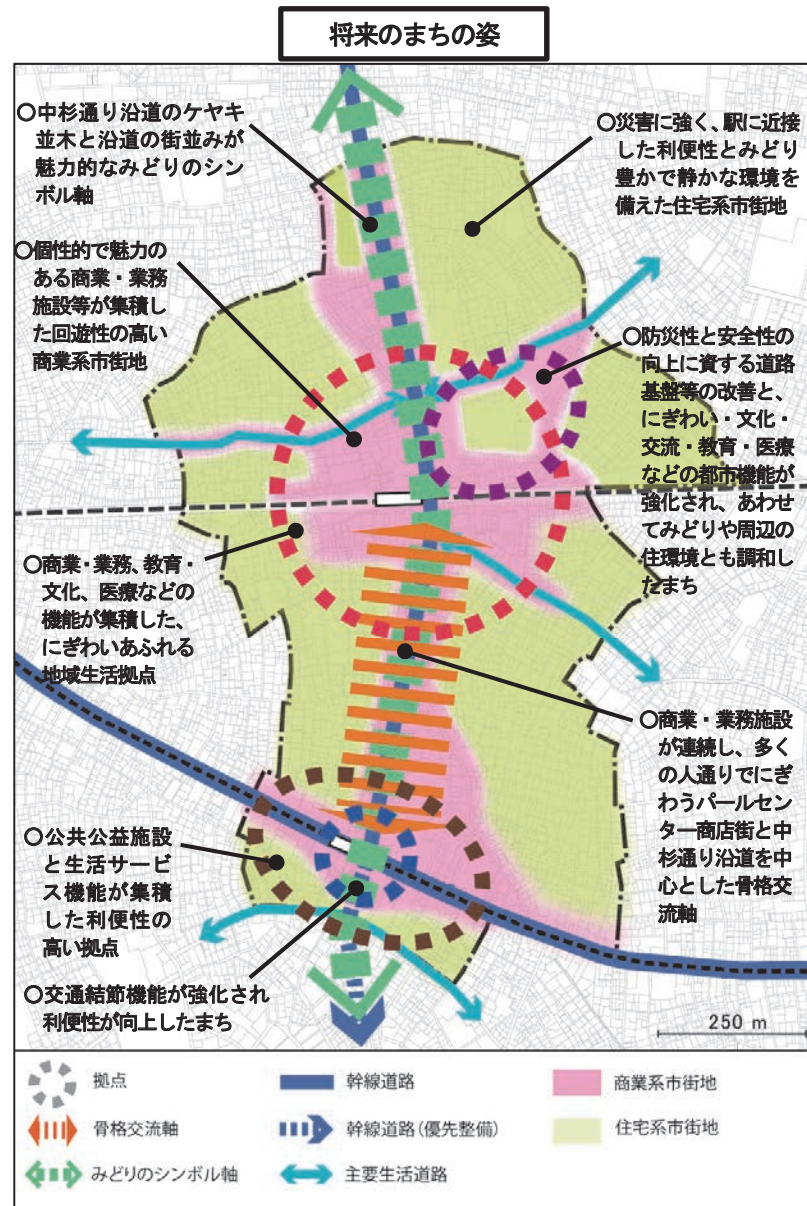 将来のまちの姿
○中杉通り沿道のケヤキ
並木と沿道の街並みが
魅力的なみどりのシン
ボル軸
○災害に強く、駅に近接
した利便性とみどり
豊かで静かな環境を
備えた住宅系市街地
○個性的で魅力の
ある商業・業務
施設等が集積し
た回遊性の高い
商業系市街地
○防災性と安全性の
向上に資する道路
基盤等の改善と、
にぎわい・文化・
交流・教育・医療
などの都市機能が
強化され、あわせ
てみどりや周辺の
住環境とも調和し
たまち
○商業・業務、教育・
文化、医療などの
機能が集積した、
にぎわいあふれる
地域生活拠点
○商業・業務施設
が連続し、多く
の人通りでにぎ
わうパールセン
ター商店街と中
杉通り沿道を中
心とした骨格交
流軸
○公共公益施設
と生活サービ
ス機能が集積
した利便性の
高い拠点
○交通結節機能が強化され
利便性が向上したまち
250 m
拠点
幹線道路
商業系市街地
骨格交流軸
幹線道路(優先整備)
住宅系市街地
みどりのシンボル軸
主要生活道路